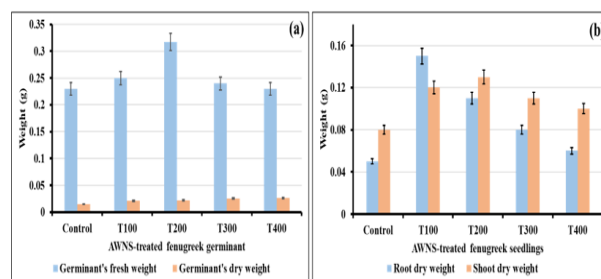 (a)
0.35
0.3
0.25
0.2
0.15
0.1
0.05
0
Weight (g)
Control T100 T200 T300 T400
AWNS-treated fenugreek germinant
Germinant's fresh weight Germinant's dry weight
(b)
0.16
0.12
0.08
0.04
0.00
Weight (g)
Control T100 T200 T300 T400
AWNS-treated fenugreek seedlings
Root dry weight Shoot dry weight